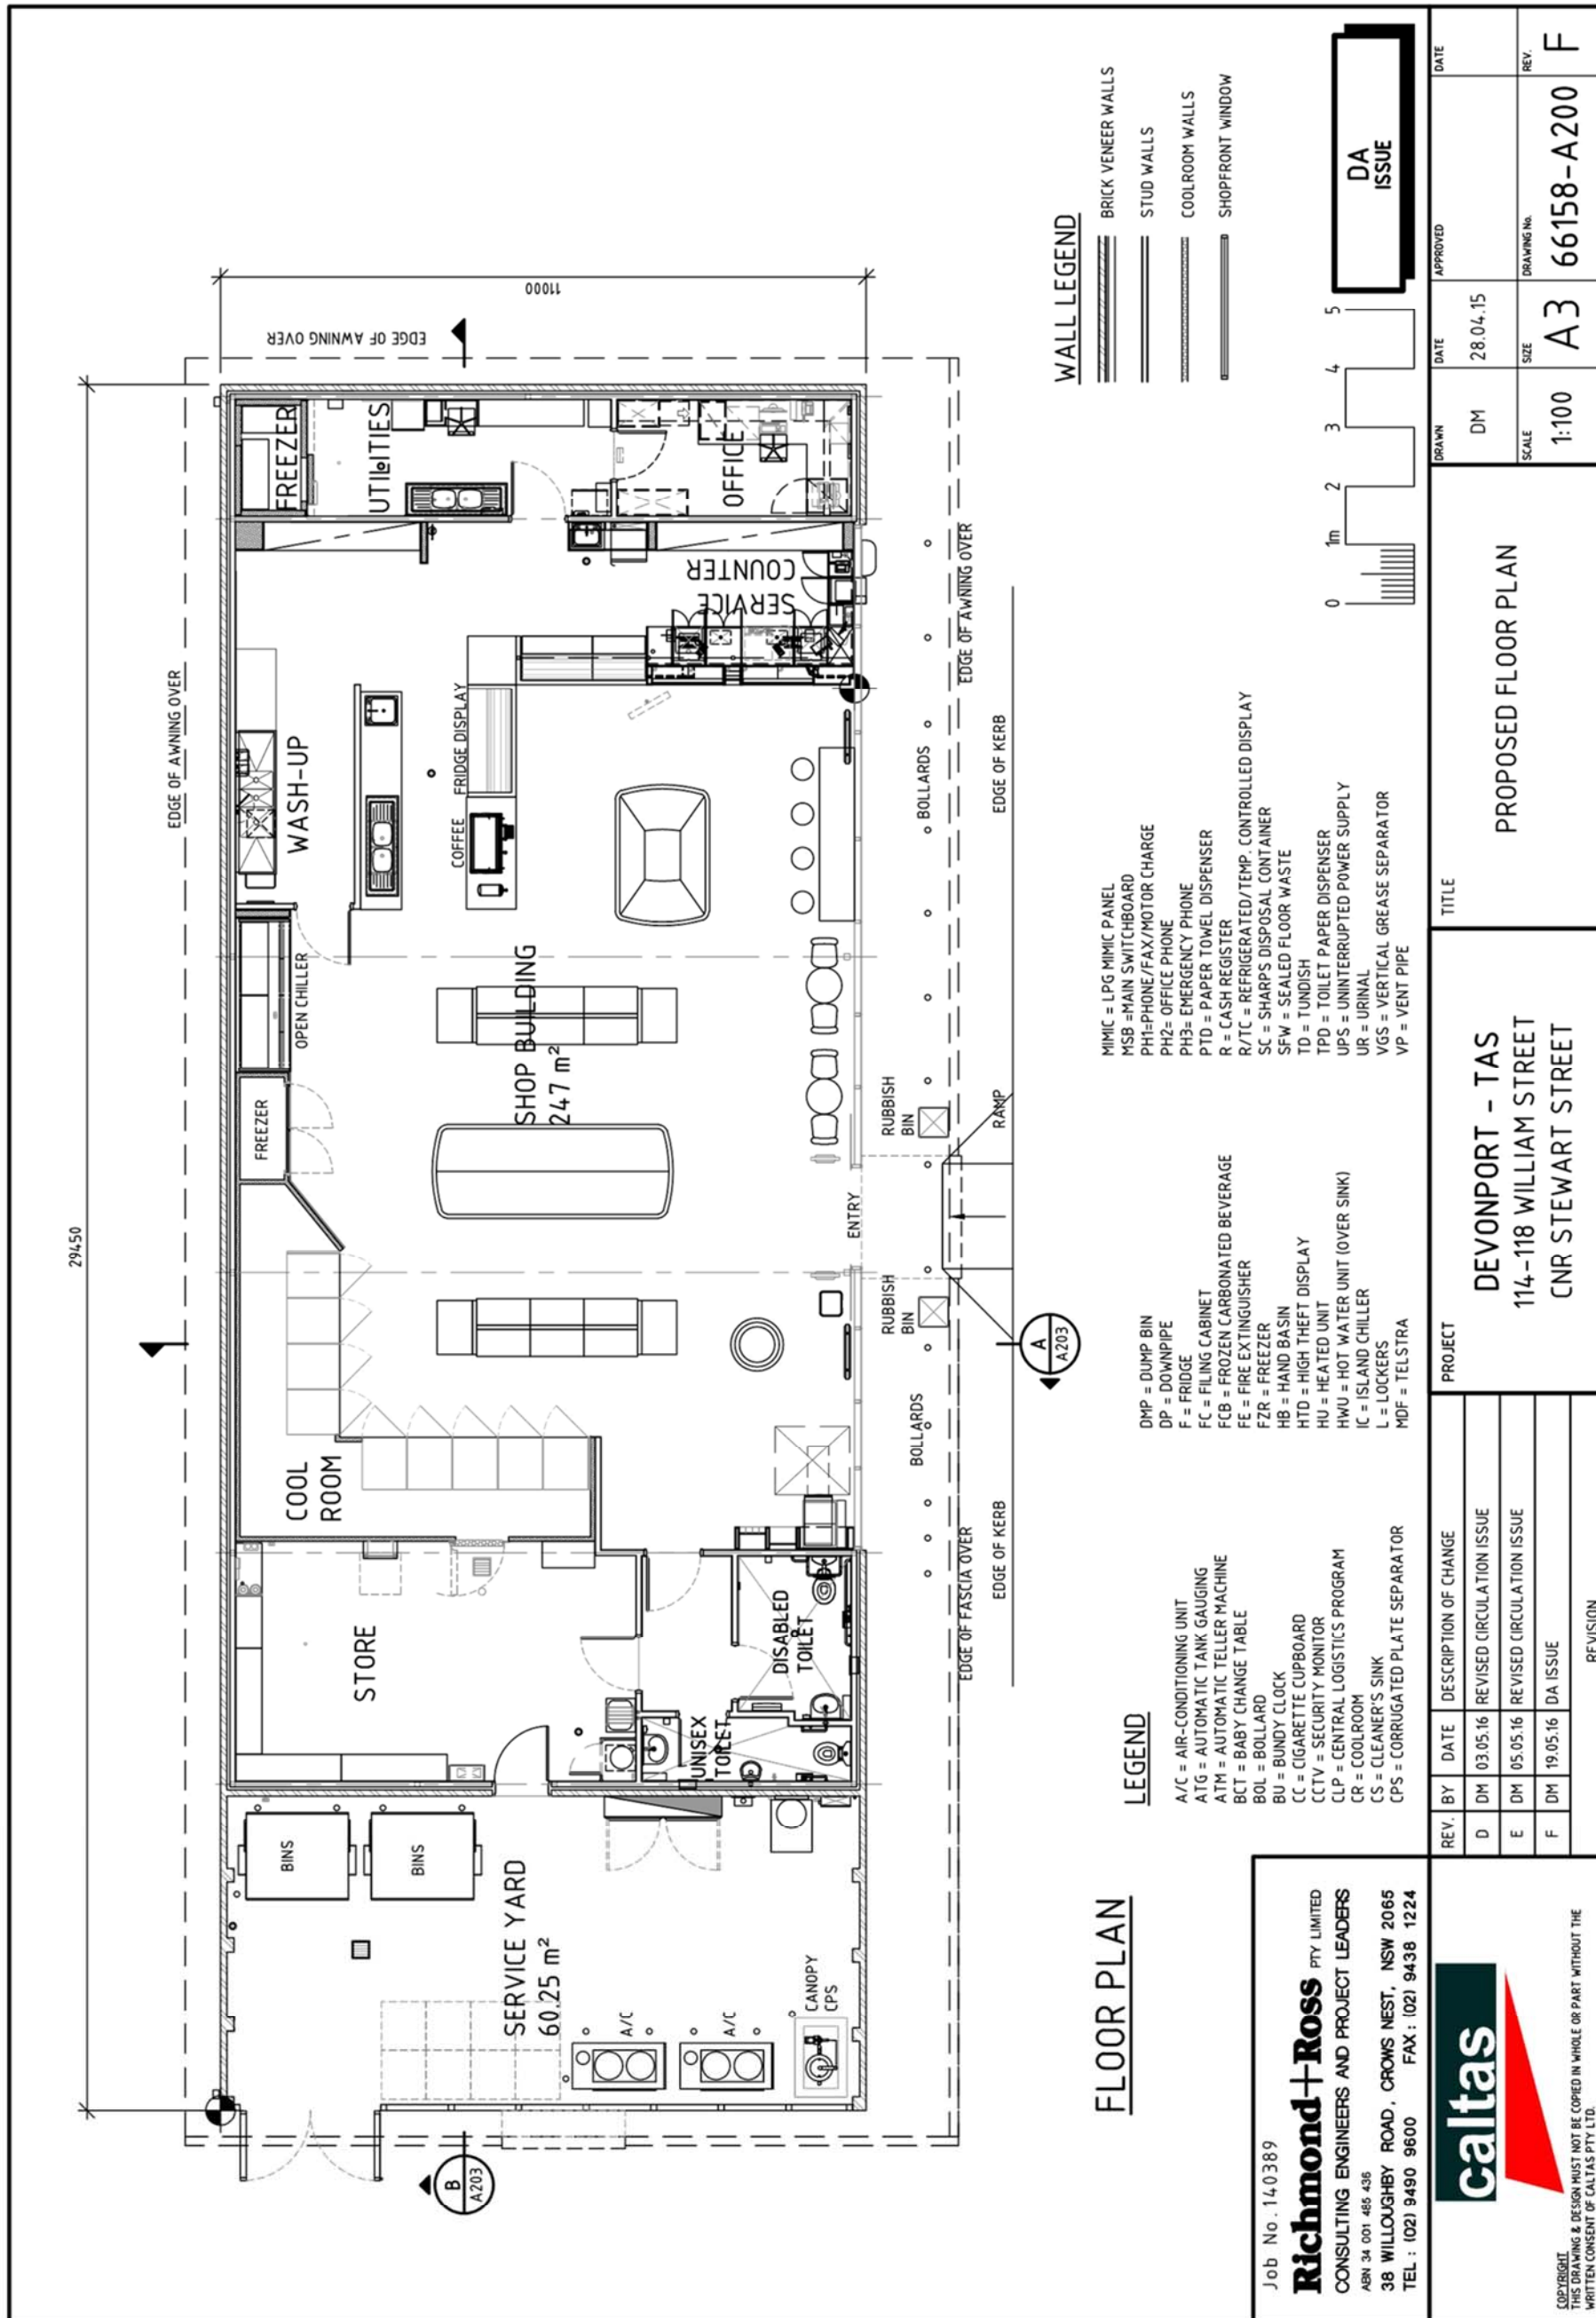 29450
11000
EDGE OF AWNING OVER
EDGE OF AWNING OVER
FREEZER
UTILITIES
OFFICE
SERVICE
COUNTER
WASH-UP
FRIDGE DISPLAY
COFFEE
OPEN CHILLER
FREEZER
SHOP BUILDING
247 m²
COOL
ROOM
STORE
DISABLED
TOILET
UNISEX
TOILET
BINS
BINS
SERVICE YARD
60.25 m²
A/C
A/C
CANOPY
CPS
ENTRY
RUBBISH
BIN
RUBBISH
BIN
BOLLARDS
BOLLARDS
EDGE OF FASCIA OVER
EDGE OF AWNING OVER
EDGE OF KERB
EDGE OF KERB
RAMP
A
A203
B
A203
FLOOR PLAN
LEGEND
A/C = AIR-CONDITIONING UNIT
ATG = AUTOMATIC TANK GAUGING
ATM = AUTOMATIC TELLER MACHINE
BCT = BABY CHANGE TABLE
BOL = BOLLARD
BU = BUNDY CLOCK
CC = CIGARETTE CUPBOARD
CCTV = SECURITY MONITOR
CLP = CENTRAL LOGISTICS PROGRAM
CR = COOLROOM
CS = CLEANER'S SINK
CPS = CORRUGATED PLATE SEPARATOR
DMP = DUMP BIN
DP = DOWNPIPE
F = FRIDGE
FC = FILING CABINET
FCB = FROZEN CARBONATED BEVERAGE
FE = FIRE EXTINGUISHER
FZR = FREEZER
HB = HAND BASIN
HTD = HIGH THEFT DISPLAY
HU = HEATED UNIT
HWU = HOT WATER UNIT (OVER SINK)
IC = ISLAND CHILLER
L = LOCKERS
MDF = TELSTRA
MIMIC = LPG MIMIC PANEL
MSB =MAIN SWITCHBOARD
PH1=PHONE/FAX/MOTOR CHARGE
PH2= OFFICE PHONE
PH3= EMERGENCY PHONE
PTD = PAPER TOWEL DISPENSER
R = CASH REGISTER
R/TC = REFRIGERATED/TEMP. CONTROLLED DISPLAY
SC = SHARPS DISPOSAL CONTAINER
SFW = SEALED FLOOR WASTE
TD = TUNDISH
TPD = TOILET PAPER DISPENSER
UPS = UNINTERRUPTED POWER SUPPLY
UR = URINAL
VGS = VERTICAL GREASE SEPARATOR
VP = VENT PIPE
WALL LEGEND
BRICK VENEER WALLS
STUD WALLS
COOLROOM WALLS
SHOPFRONT WINDOW
0 1m 2 3 4 5
DA
ISSUE
Job No. 140389
Richmond+Ross PTY LIMITED
CONSULTING ENGINEERS AND PROJECT LEADERS
ABN 34 001 485 436
38 WILLOUGHBY ROAD, CROWS NEST, NSW 2065
TEL : (02) 9490 9600 FAX : (02) 9438 1224
caltas
COPYRIGHT
THIS DRAWING & DESIGN MUST NOT BE COPIED IN WHOLE OR PART WITHOUT THE
WRITTEN CONSENT OF CALTAS PTY LTD.
REV. BY DATE DESCRIPTION OF CHANGE
D DM 03.05.16 REVISED CIRCULATION ISSUE
E DM 05.05.16 REVISED CIRCULATION ISSUE
F DM 19.05.16 DA ISSUE
REVISION
PROJECT
DEVONPORT - TAS
114-118 WILLIAM STREET
CNR STEWART STREET
TITLE
PROPOSED FLOOR PLAN
DRAWN DATE APPROVED DATE
DM 28.04.15
SCALE SIZE DRAWING No. REV.
1:100 A3 66158-A200 F